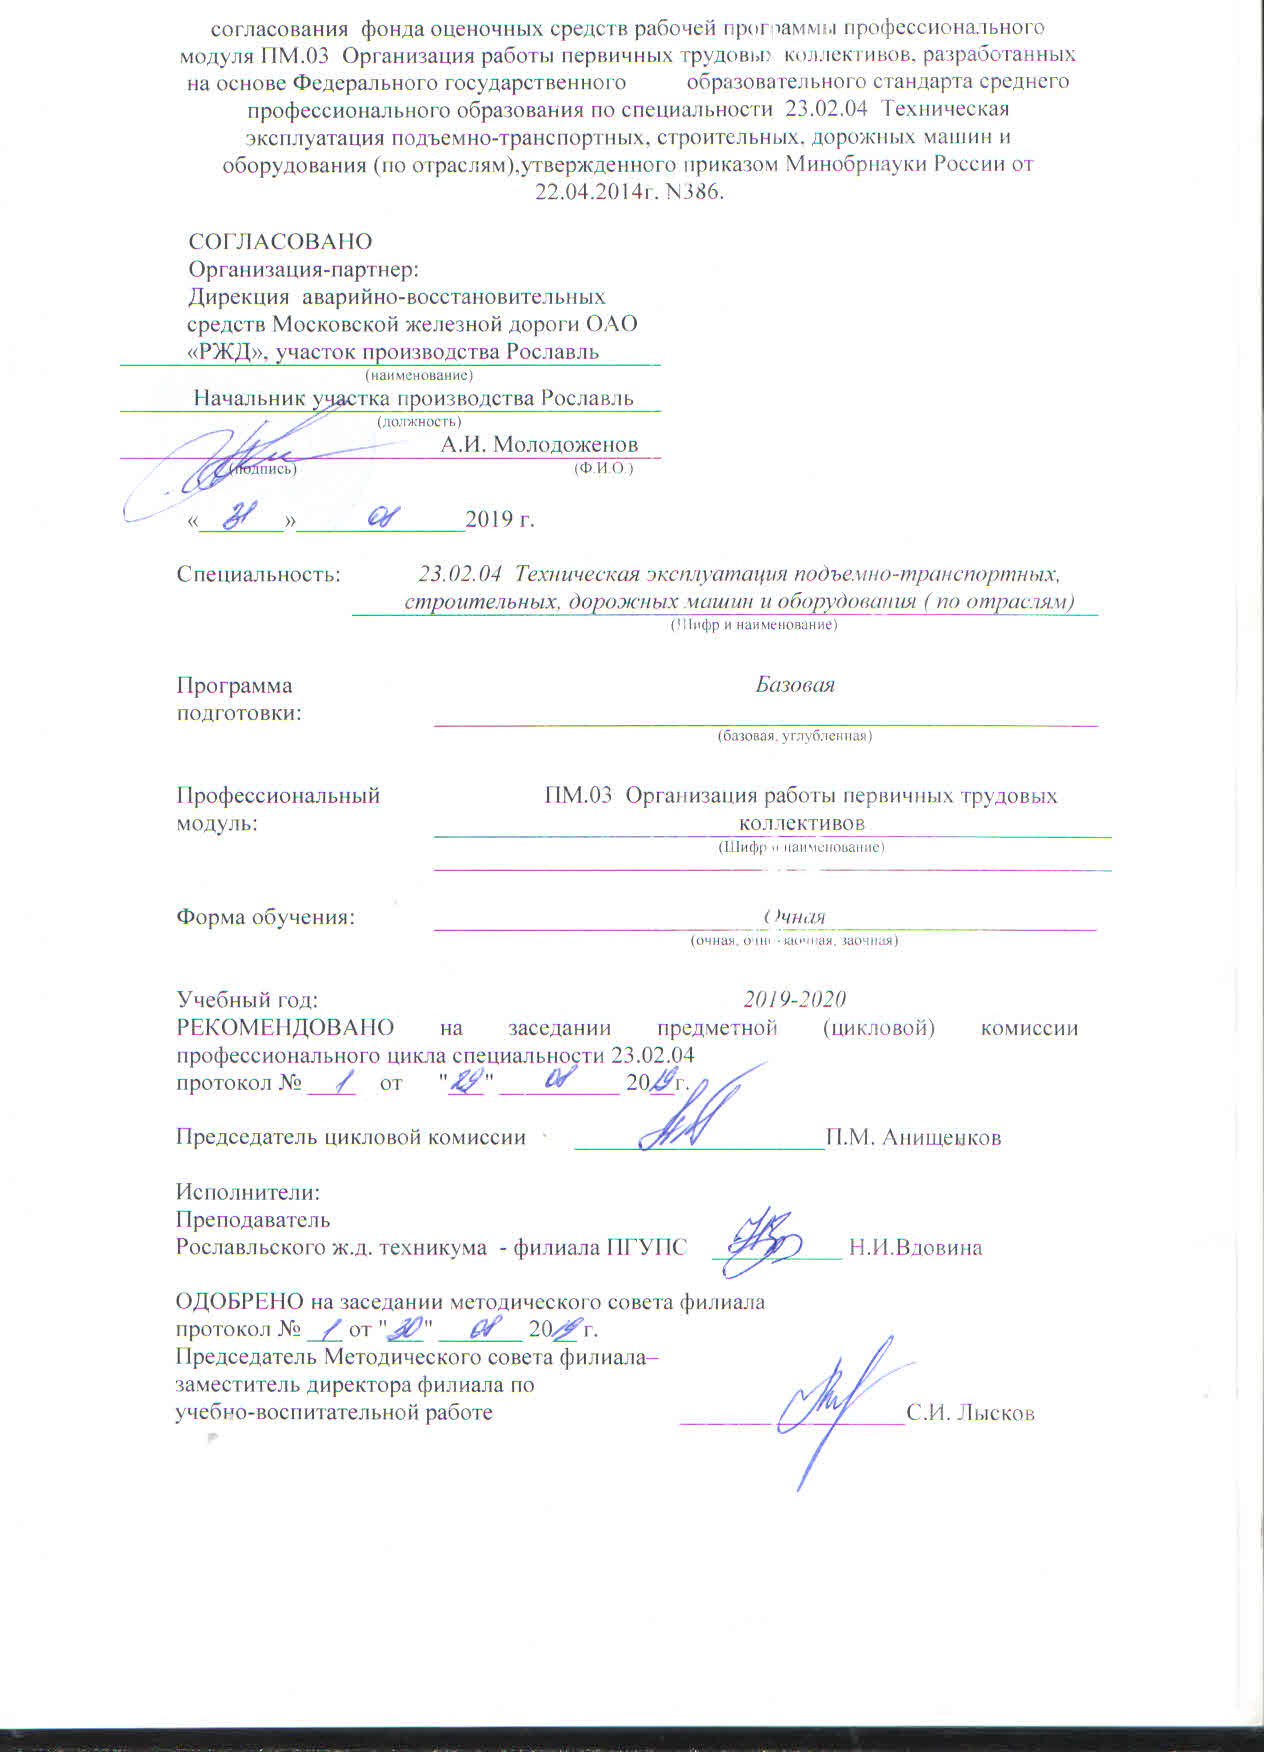 согласования фонда оценочных средств рабочей программы профессионального
модуля ПМ.03 Организация работы первичных трудовых коллективов, разработанных
на основе Федерального государственного образовательного стандарта среднего
профессионального образования по специальности 23.02.04 Техническая
эксплуатация подъемно-транспортных, строительных, дорожных машин и
оборудования (по отраслям),утвержденного приказом Минобрнауки России от
22.04.2014г. N386.
СОГЛАСОВАНО
Организация-партнер:
Дирекция аварийно-восстановительных
средств Московской железной дороги ОАО
«РЖД», участок производства Рославль
(наименование)
Начальник участка производства Рославль
(должность)
А.И. Молодоженов
(подпись) (Ф.И.О.)
«31» 08 2019 г.
Специальность: 23.02.04 Техническая эксплуатация подъемно-транспортных,
строительных, дорожных машин и оборудования ( по отраслям)
(Шифр и наименование)
Программа Базовая
подготовки:
(базовая, углубленная)
Профессиональный ПМ.03 Организация работы первичных трудовых
модуль: коллективов
(Шифр и наименование)
Форма обучения: Очная
(очная, очно-заочная, заочная)
Учебный год: 2019-2020
РЕКОМЕНДОВАНО на заседании предметной (цикловой) комиссии
профессионального цикла специальности 23.02.04
протокол № 1 от "29" 08 2019г.
Председатель цикловой комиссии П.М. Анищенков
Исполнители:
Преподаватель
Рославльского ж.д. техникума - филиала ПГУПС Н.И.Вдовина
ОДОБРЕНО на заседании методического совета филиала
протокол № 1 от "30" 08 2019 г.
Председатель Методического совета филиала–
заместитель директора филиала по
учебно-воспитательной работе С.И. Лысков